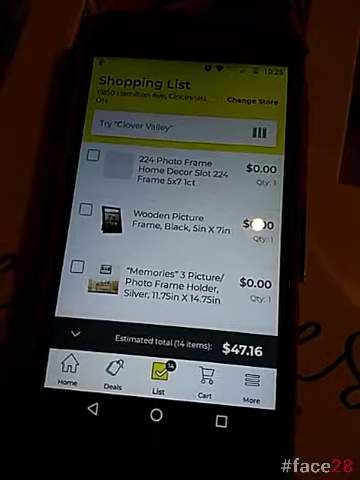 10:25
Shopping List
Hamilton Ave, Cincinnati,
OH
Change Store
Try "Clover Valley"
224 Photo Frame
Home Decor Slot 224
Frame 5x7 1ct
$0.00
Qty: 1
Wooden Picture
Frame, Black, 5in X 7in
Qty: 1
"Memories" 3 Picture/
Photo Frame Holder,
Silver, 11.75in X 14.75in
$0.00
Qty: 1
Estimated total (14 items): $47.16
14
Home
Deals
List
Cart
More
#face28